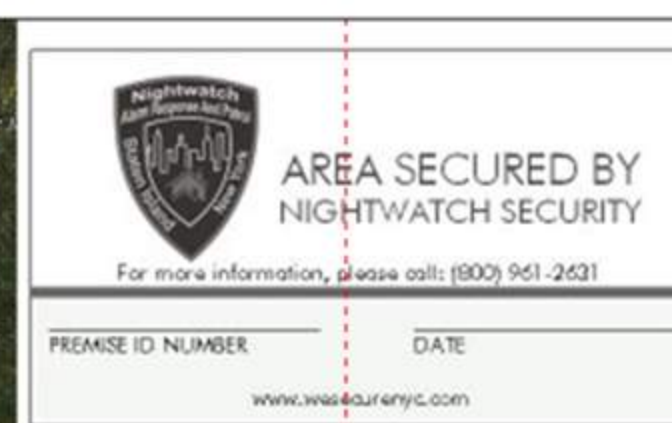 Nightwatch
Alarm Response And Patrol
Staten Island
New York
AREA SECURED BY
NIGHTWATCH SECURITY
For more information, please call: (800) 961-2631
PREMISE ID NUMBER
DATE
www.wesecurenyc.com